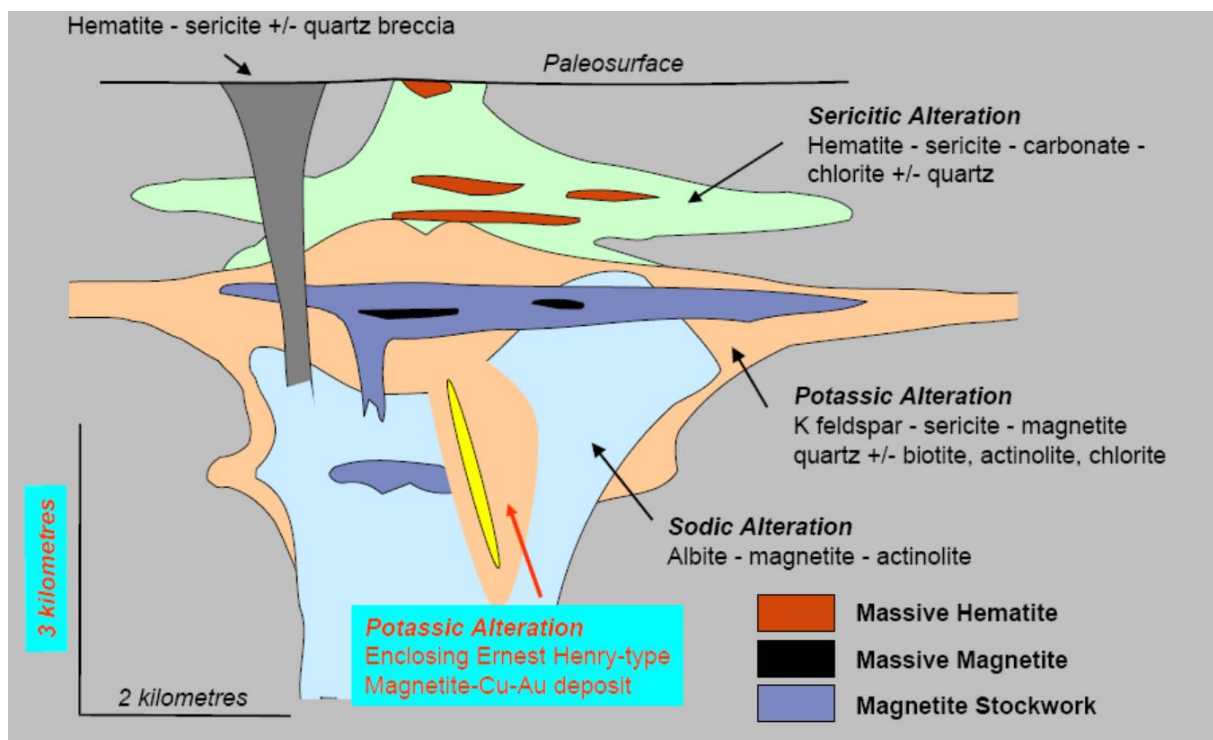 Hematite - sericite +/- quartz breccia
Paleosurface
Sericitic Alteration
Hematite - sericite - carbonate -
chlorite +/- quartz
Potassic Alteration
K feldspar - sericite - magnetite
quartz +/- biotite, actinolite, chlorite
Sodic Alteration
Albite - magnetite - actinolite
3 kilometres
2 kilometres
Potassic Alteration
Enclosing Ernest Henry-type
Magnetite-Cu-Au deposit
Massive Hematite
Massive Magnetite
Magnetite Stockwork